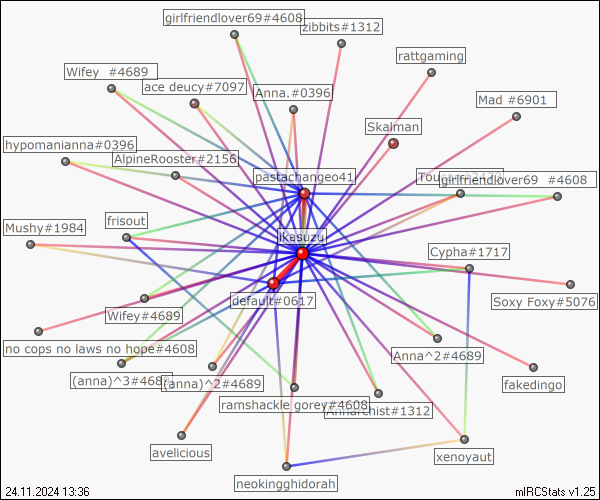 girlfriendlover69#4608
zibbits#1312
rattgaming
Wifey  #4689
ace deucy#7097
Anna.#0396
Mad #6901
Skalman
hypomanianna#0396
AlpineRooster#2156
pastachangeo41
girlfriendlover69  #4608
Mushy#1984
frisout
ikasuzu
Cypha#1717
default#0617
Soxy Foxy#5076
Wifey#4689
no cops no laws no hope#4608
Anna^2#4689
(anna)^3#4689
(anna)^2#4689
fakedingo
ramshackle gorey#4608
Annarchist#1312
avelicious
xenoyaut
neokingghidorah
24.11.2024 13:36
mIRCStats v1.25